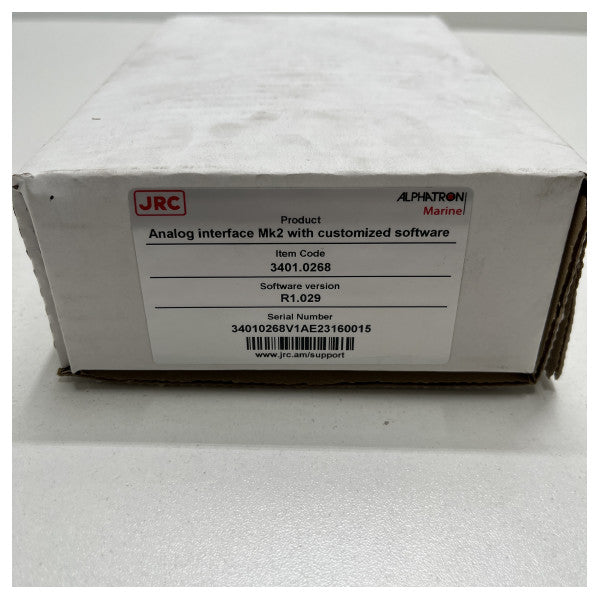 JRC
ALPHATRON
Marine
Product
Analog interface Mk2 with customized software
Item Code
3401.0268
Software version
R1.029
Serial Number
34010268V1AE23160015
www.jrc.am/support